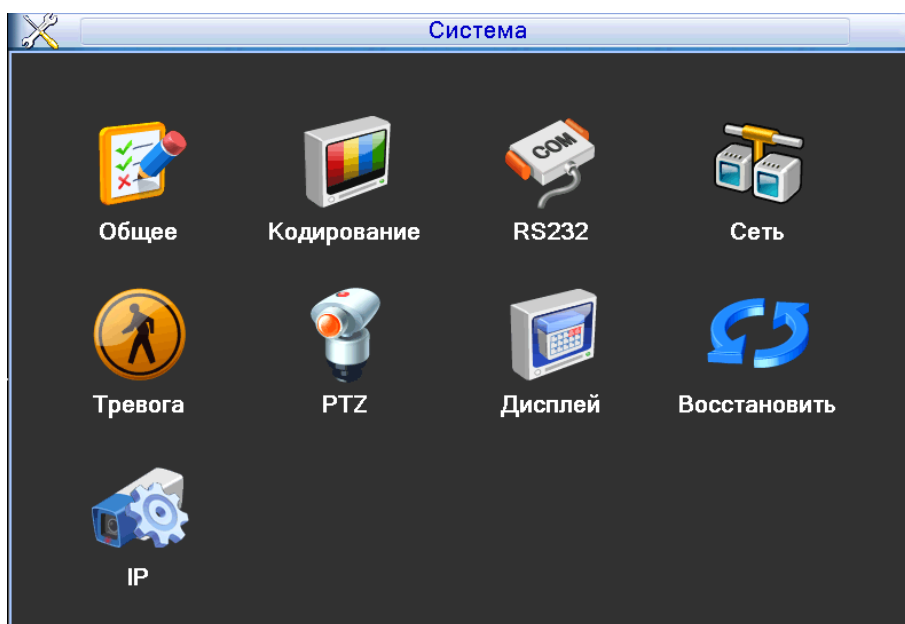 Система
COM
Общее
Кодирование
RS232
Сеть
Тревога
PTZ
Дисплей
Восстановить
IP